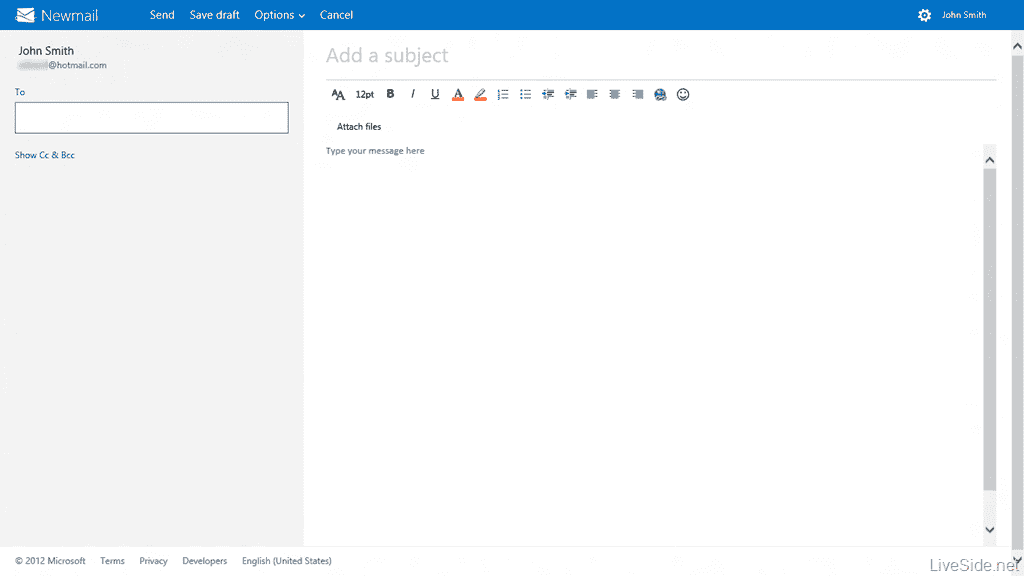 Newmail Send Save draft Options Cancel John Smith
John Smith
@hotmail.com
To
Show Cc & Bcc
Add a subject
AA 12pt B I U A
Attach files
Type your message here
© 2012 Microsoft Terms Privacy Developers English (United States)
LiveSide.net